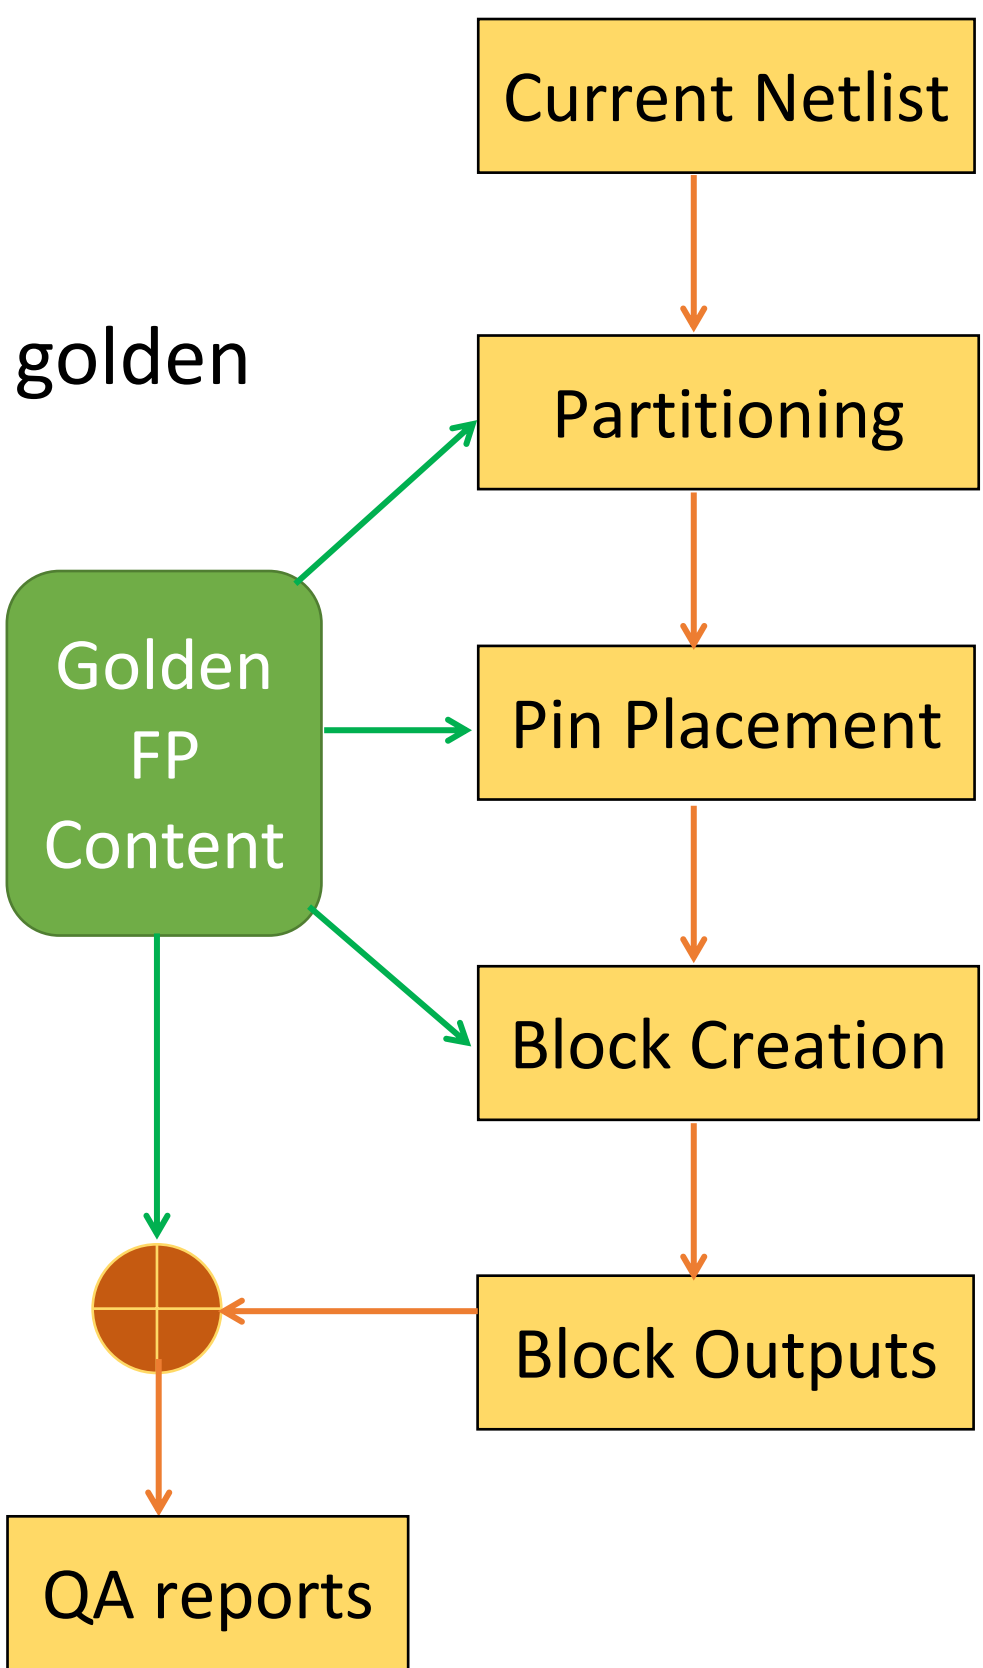 Current Netlist
golden
Partitioning
Golden
FP
Content
Pin Placement
Block Creation
Block Outputs
QA reports